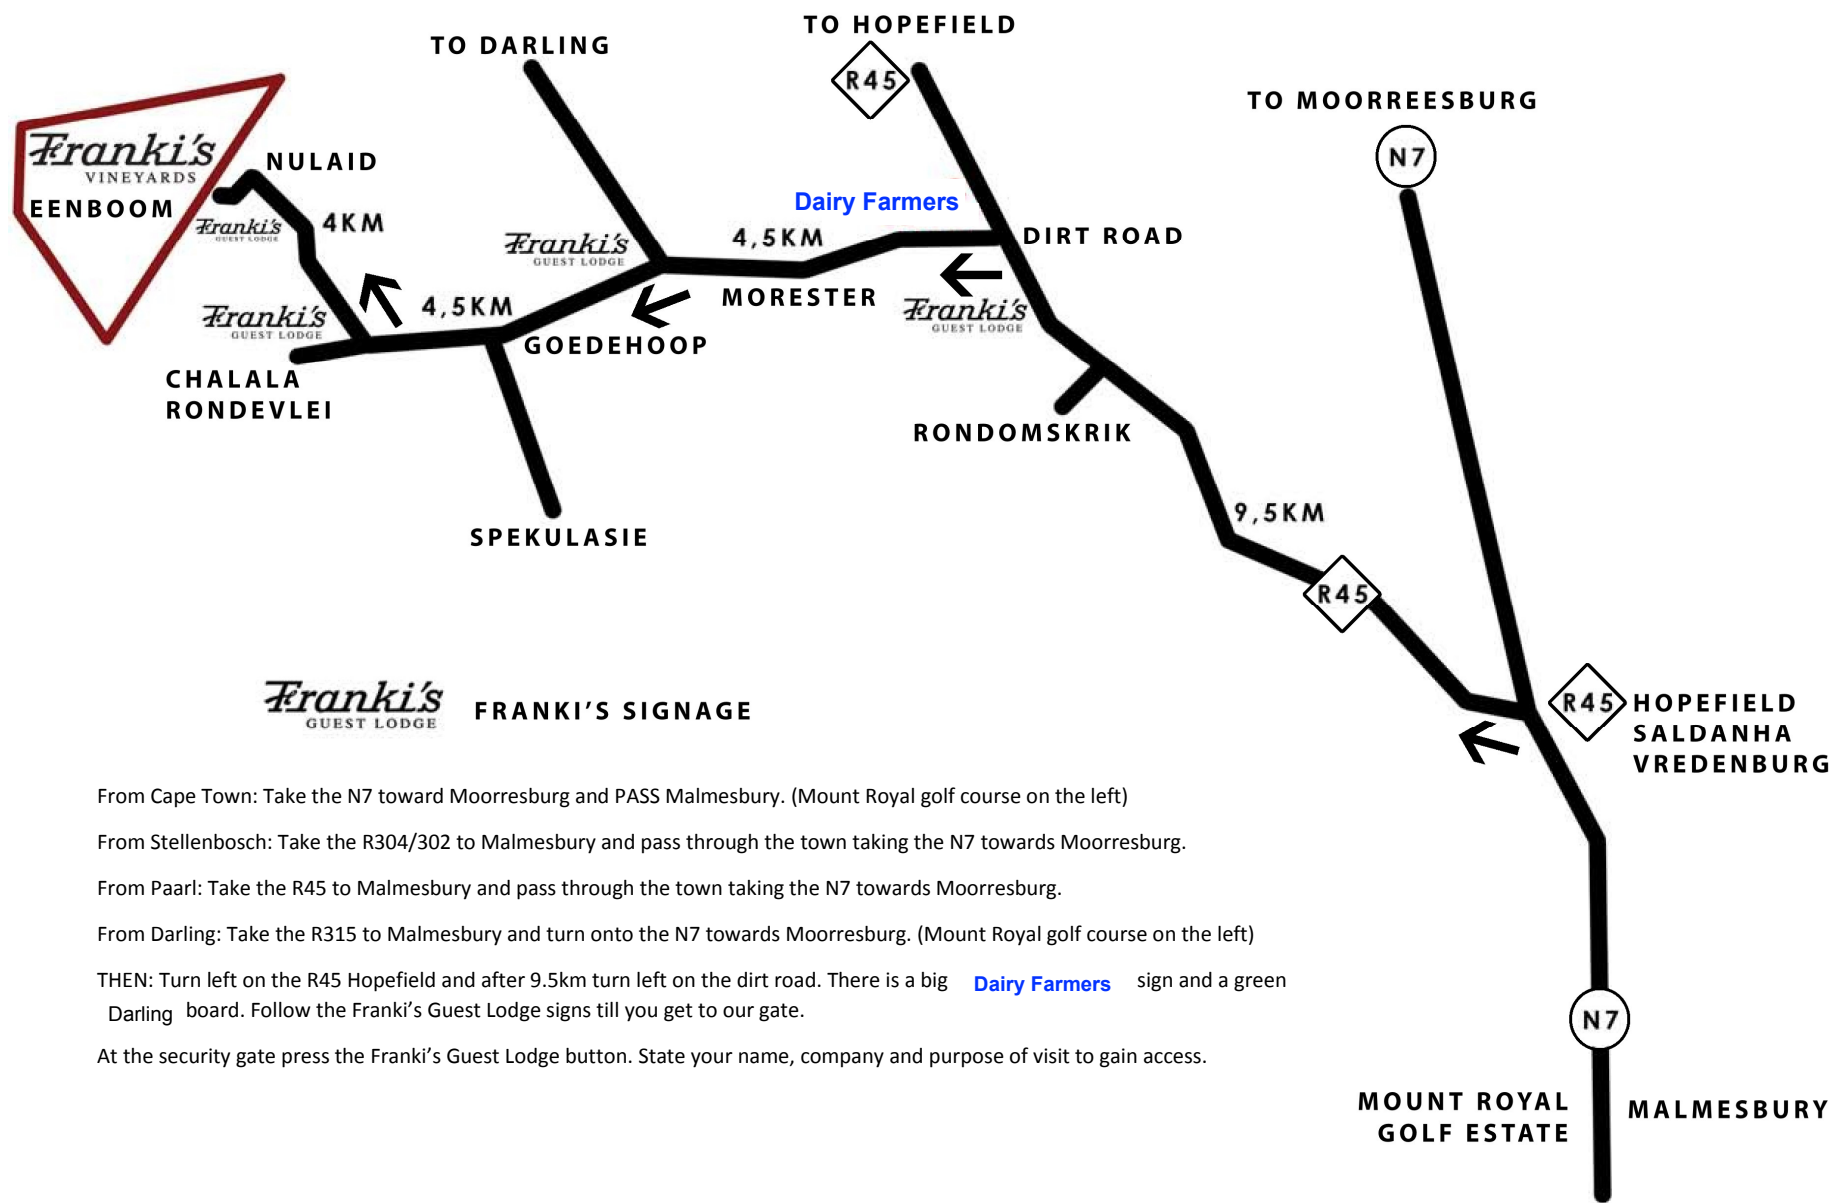 TO HOPEFIELD
TO DARLING
R45
TO MOORREESBURG
N7
Franki's
VINEYARDS
EENBOOM
NULAID
Dairy Farmers
Franki's
GUEST LODGE
4KM
Franki's
GUEST LODGE
4,5KM
DIRT ROAD
MORESTER
Franki's
GUEST LODGE
4,5KM
Franki's
GUEST LODGE
GOEDEHOOP
CHALALA
RONDEVLEI
RONDOMSKRIK
9,5KM
SPEKULASIE
R45
Franki's
GUEST LODGE
FRANKI'S SIGNAGE
R45
HOPEFIELD
SALDANHA
VREDENBURG
From Cape Town: Take the N7 toward Moorresburg and PASS Malmesbury. (Mount Royal golf course on the left)
From Stellenbosch: Take the R304/302 to Malmesbury and pass through the town taking the N7 towards Moorresburg.
From Paarl: Take the R45 to Malmesbury and pass through the town taking the N7 towards Moorresburg.
From Darling: Take the R315 to Malmesbury and turn onto the N7 towards Moorresburg. (Mount Royal golf course on the left)
THEN: Turn left on the R45 Hopefield and after 9.5km turn left on the dirt road. There is a big Dairy Farmers sign and a green
Darling board. Follow the Franki's Guest Lodge signs till you get to our gate.
At the security gate press the Franki's Guest Lodge button. State your name, company and purpose of visit to gain access.
N7
MOUNT ROYAL
GOLF ESTATE
MALMESBURY